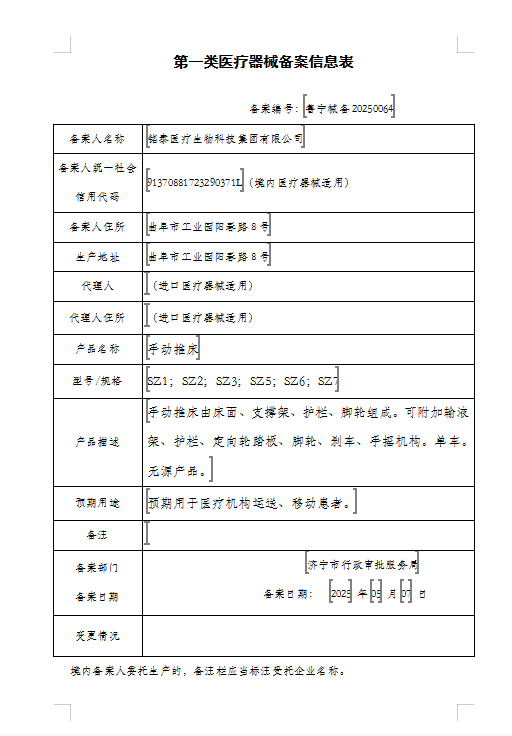 第一类医疗器械备案信息表
备案编号：鲁宁械备20250064
备案人名称 铭泰医疗生物科技集团有限公司
备案人统一社会
信用代码 91370881723290371L（境内医疗器械适用）
备案人住所 曲阜市工业园阳春路8号
生产地址 曲阜市工业园阳春路8号
代理人 （进口医疗器械适用）
代理人住所 （进口医疗器械适用）
产品名称 手动推床
型号/规格 SZ1；SZ2；SZ3；SZ5；SZ6；SZ7
产品描述 手动推床由床面、支撑架、护栏、脚轮组成。可附加输液
架、护栏、定向轮踏板、脚轮、刹车、手摇机构。单车。
无源产品。
预期用途 预期用于医疗机构运送、移动患者。
备注
备案部门 济宁市行政审批服务局
备案日期 备案日期： 2025 年 05 月 07 日
变更情况
境内备案人委托生产的，备注栏应当标注受托企业名称。